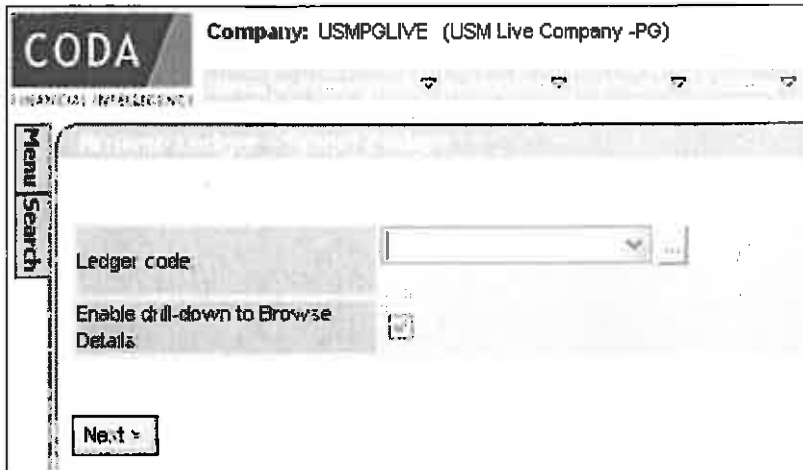 CODA
Company: USMPGLIVE (USM Live Company -PG)
FINANCIAL INTELLIGENCE
Menu
Search
Ledger code
...
Enable drill-down to Browse
Details
Next >